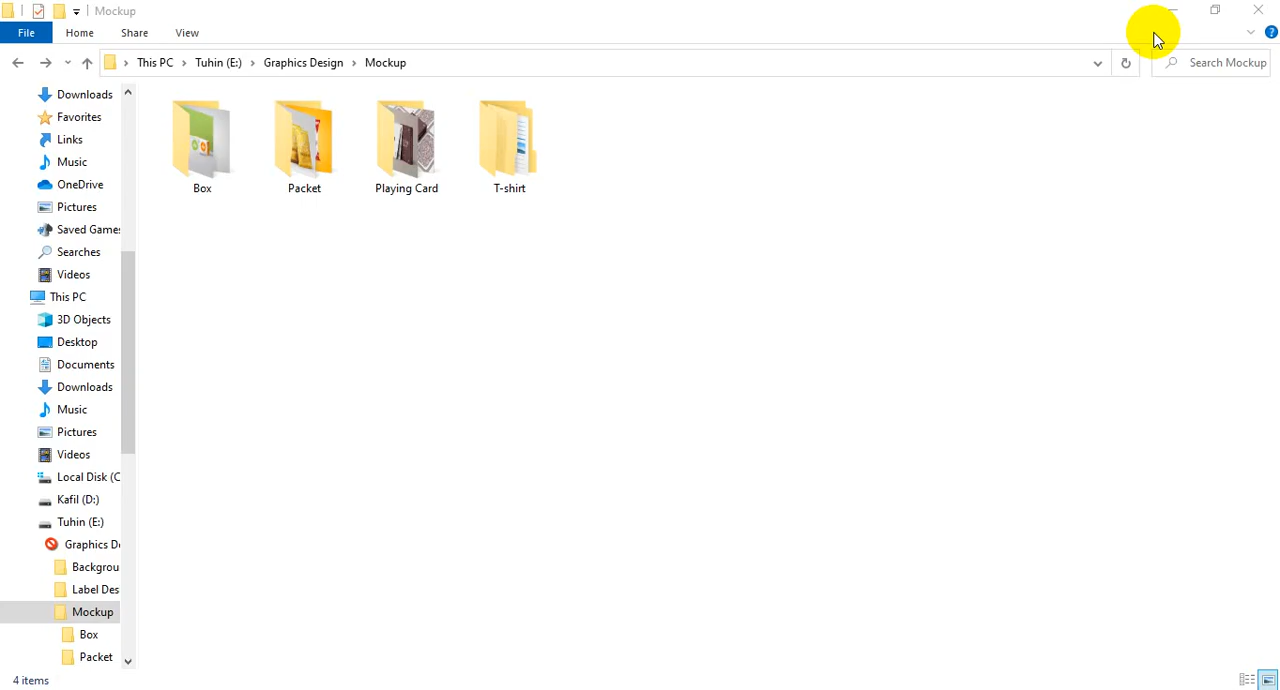 Mockup
File Home Share View
This PC > Tuhin (E:) > Graphics Design > Mockup
Search Mockup
Downloads
Favorites
Links
Music
OneDrive
Pictures
Saved Games
Searches
Videos
This PC
3D Objects
Desktop
Documents
Downloads
Music
Pictures
Videos
Local Disk (C
Kafil (D:)
Tuhin (E:)
Graphics De
Backgrou
Label Des
Mockup
Box
Packet
Box Packet Playing Card T-shirt
4 items